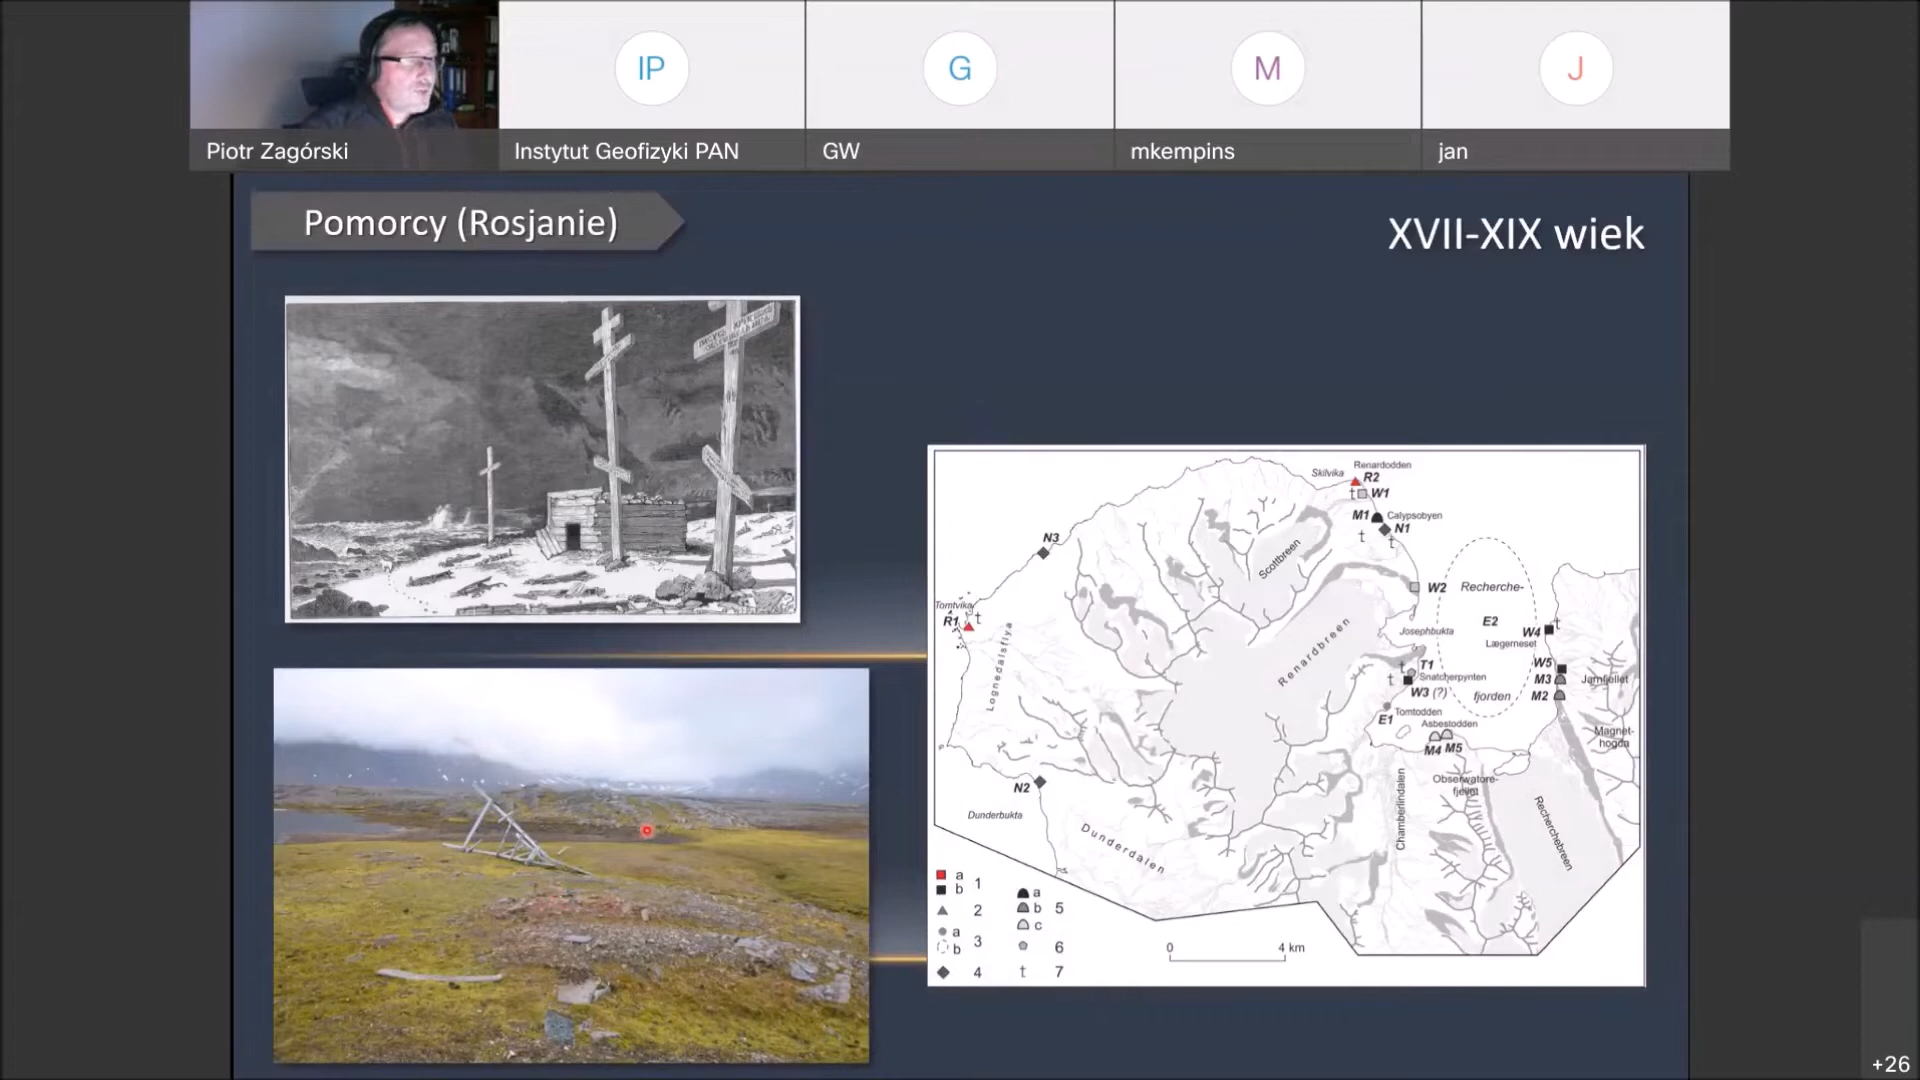 IP
G
M
J
Piotr Zagórski
Instytut Geofizyki PAN
GW
mkempins
jan
Pomorcy (Rosjanie)
XVII-XIX wiek
Renardodden
Skilvika
R2
t
W1
M1
Calypsobyen
N1
t
t
N3
Scottbreen
W2
Recherche-
Tomtvika
R1
t
E2
Josephbukta
W4
t
Lægerneset
Renardbreen
Lognedalsflya
t
T1
W5
t
Snatcherpynten
M3
Jarnfjellet
W3 (?)
fjorden
M2
E1
Tomtodden
Asbestodden
Magnet-
høgda
M4
M5
N2
Observatorie-
fjellet
Chamberlindalen
Dunderbukta
Dunderdalen
Recherchebreen
a
b
1
2
a
b
3
4
a
b
c
5
6
t
7
0
4 km
+26